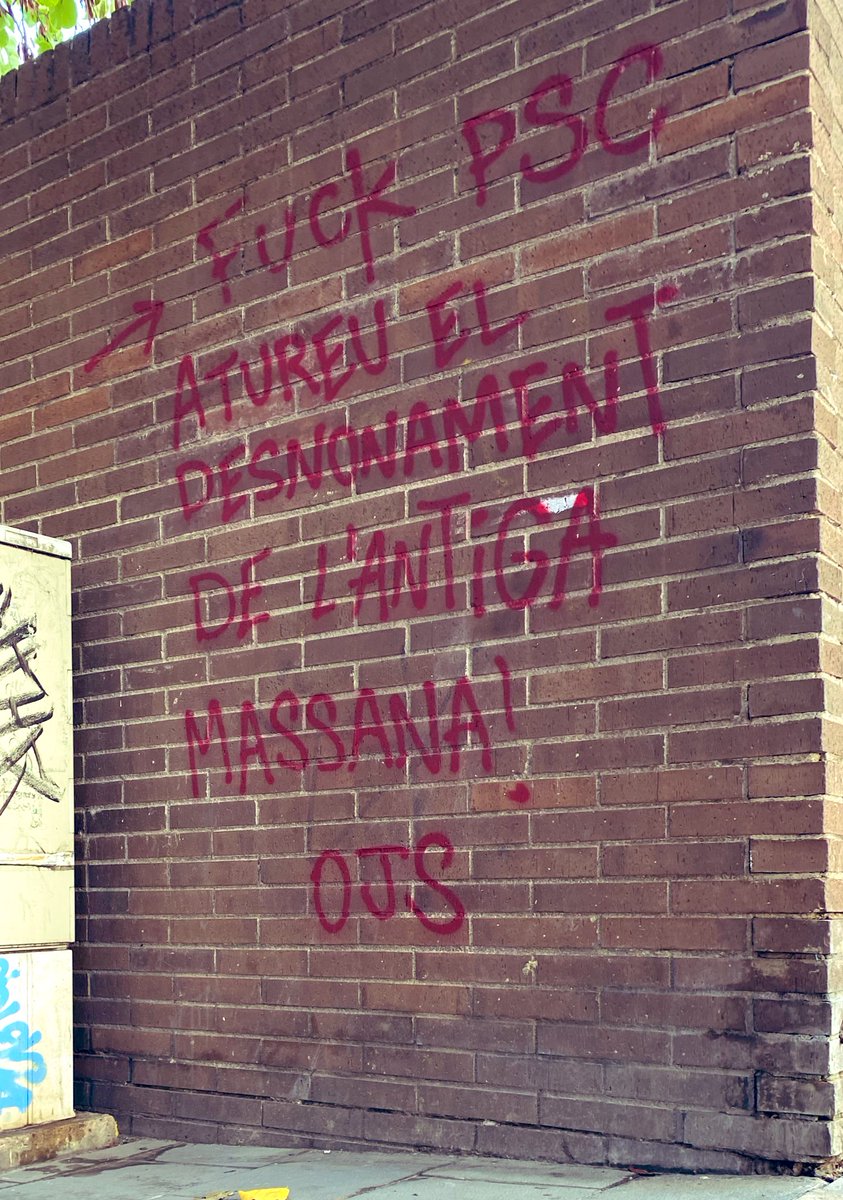 FUCK PSC
ATUREU EL
DESNONAMENT
DE L'ANTIGA
MASSANA!
OJS